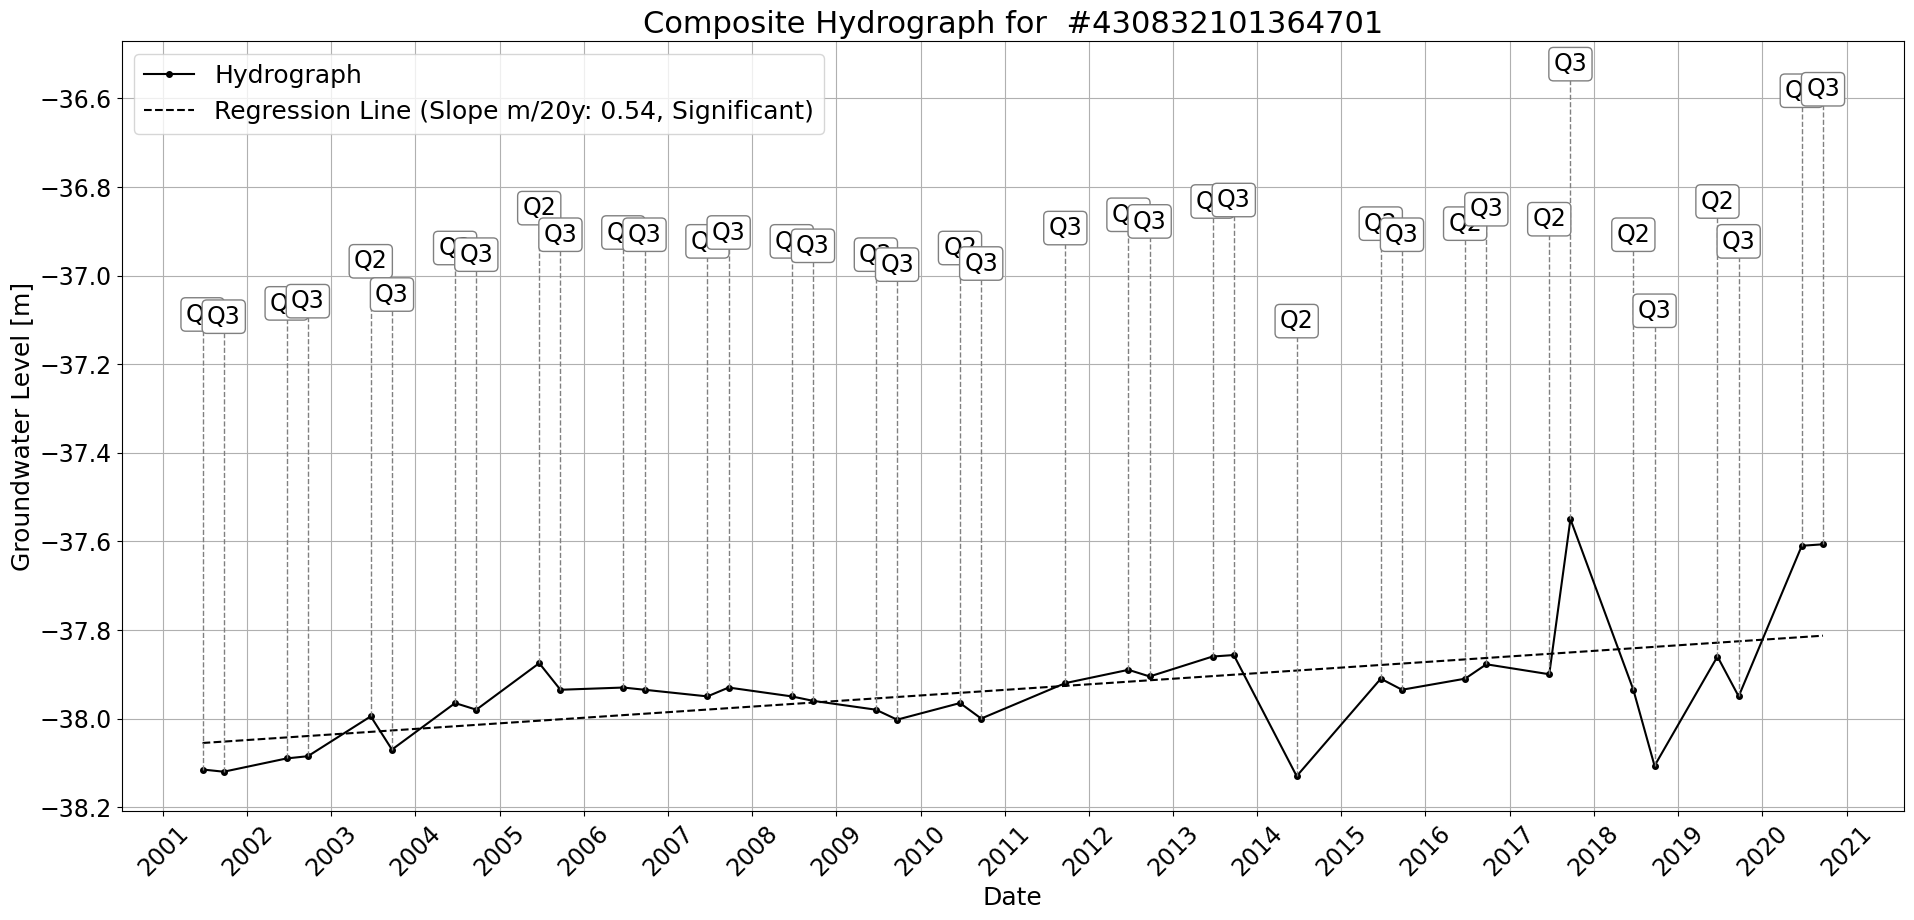 Composite Hydrograph for  #430832101364701
Hydrograph
Regression Line (Slope m/20y: 0.54, Significant)
Groundwater Level [m]
−36.6
−36.8
−37.0
−37.2
−37.4
−37.6
−37.8
−38.0
−38.2
Q3
Q3
Q2
Q3
Q2
Q3
Q2
Q3
Q3
Q3
Q3
Q3
Q2
Q3
Q3
Q3
Q3
Q2
Q2
Q3
Q2
Q3
Q2
Q3
Q2
Q3
Q2
Q3
Q3
2001
2002
2003
2004
2005
2006
2007
2008
2009
2010
2011
2012
2013
2014
2015
2016
2017
2018
2019
2020
2021
Date